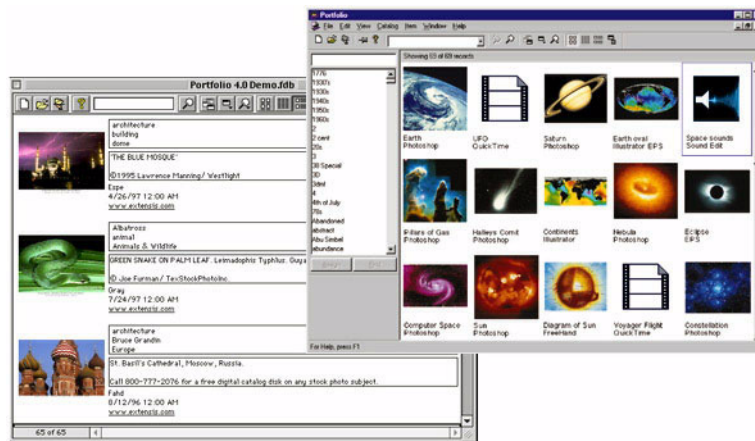 Portfolio
File Edit View Catalog Item Window Help
Showing 69 of 69 records
1776
1930's
1930s
1940s
1950s
1960s
2
2 cent
20s
3
38 Special
3D
3dml
4
4th of July
70s
Abandoned
abstract
Abu Simbel
abundance
Earth
Photoshop
UFO
QuickTime
Saturn
Photoshop
Earth oval
Illustrator EPS
Space sounds
Sound Edit
Pillars of Gas
Photoshop
Halleys Comit
Photoshop
Continents
Illustrator
Nebula
Photoshop
Eclipse
EPS
Computer Space
Photoshop
Sun
Photoshop
Diagram of Sun
FreeHand
Voyager Flight
QuickTime
Constellation
Photoshop
For Help, press F1
Portfolio 4.0 Demo.fdb
architecture
building
dome
"THE BLUE MOSQUE"
©1995 Lawrence Manning/ Westlight
Espe
4/26/97 12:00 AM
www.extensis.com
Albatross
animal
Animals & Wildlife
GREEN SNAKE ON PALM LEAF. Leimadophis Typhlus. Guya
© Joe Furman/ TexStockPhotoInc.
Gray
7/24/97 12:00 AM
www.extensis.com
architecture
Bruce Grandin
Europe
St. Basil's Cathedral, Moscow, Russia.
Call 800-777-2076 for a free digital catalog disk on any stock photo subject.
Fahd
8/12/96 12:00 AM
www.extensis.com
65 of 65